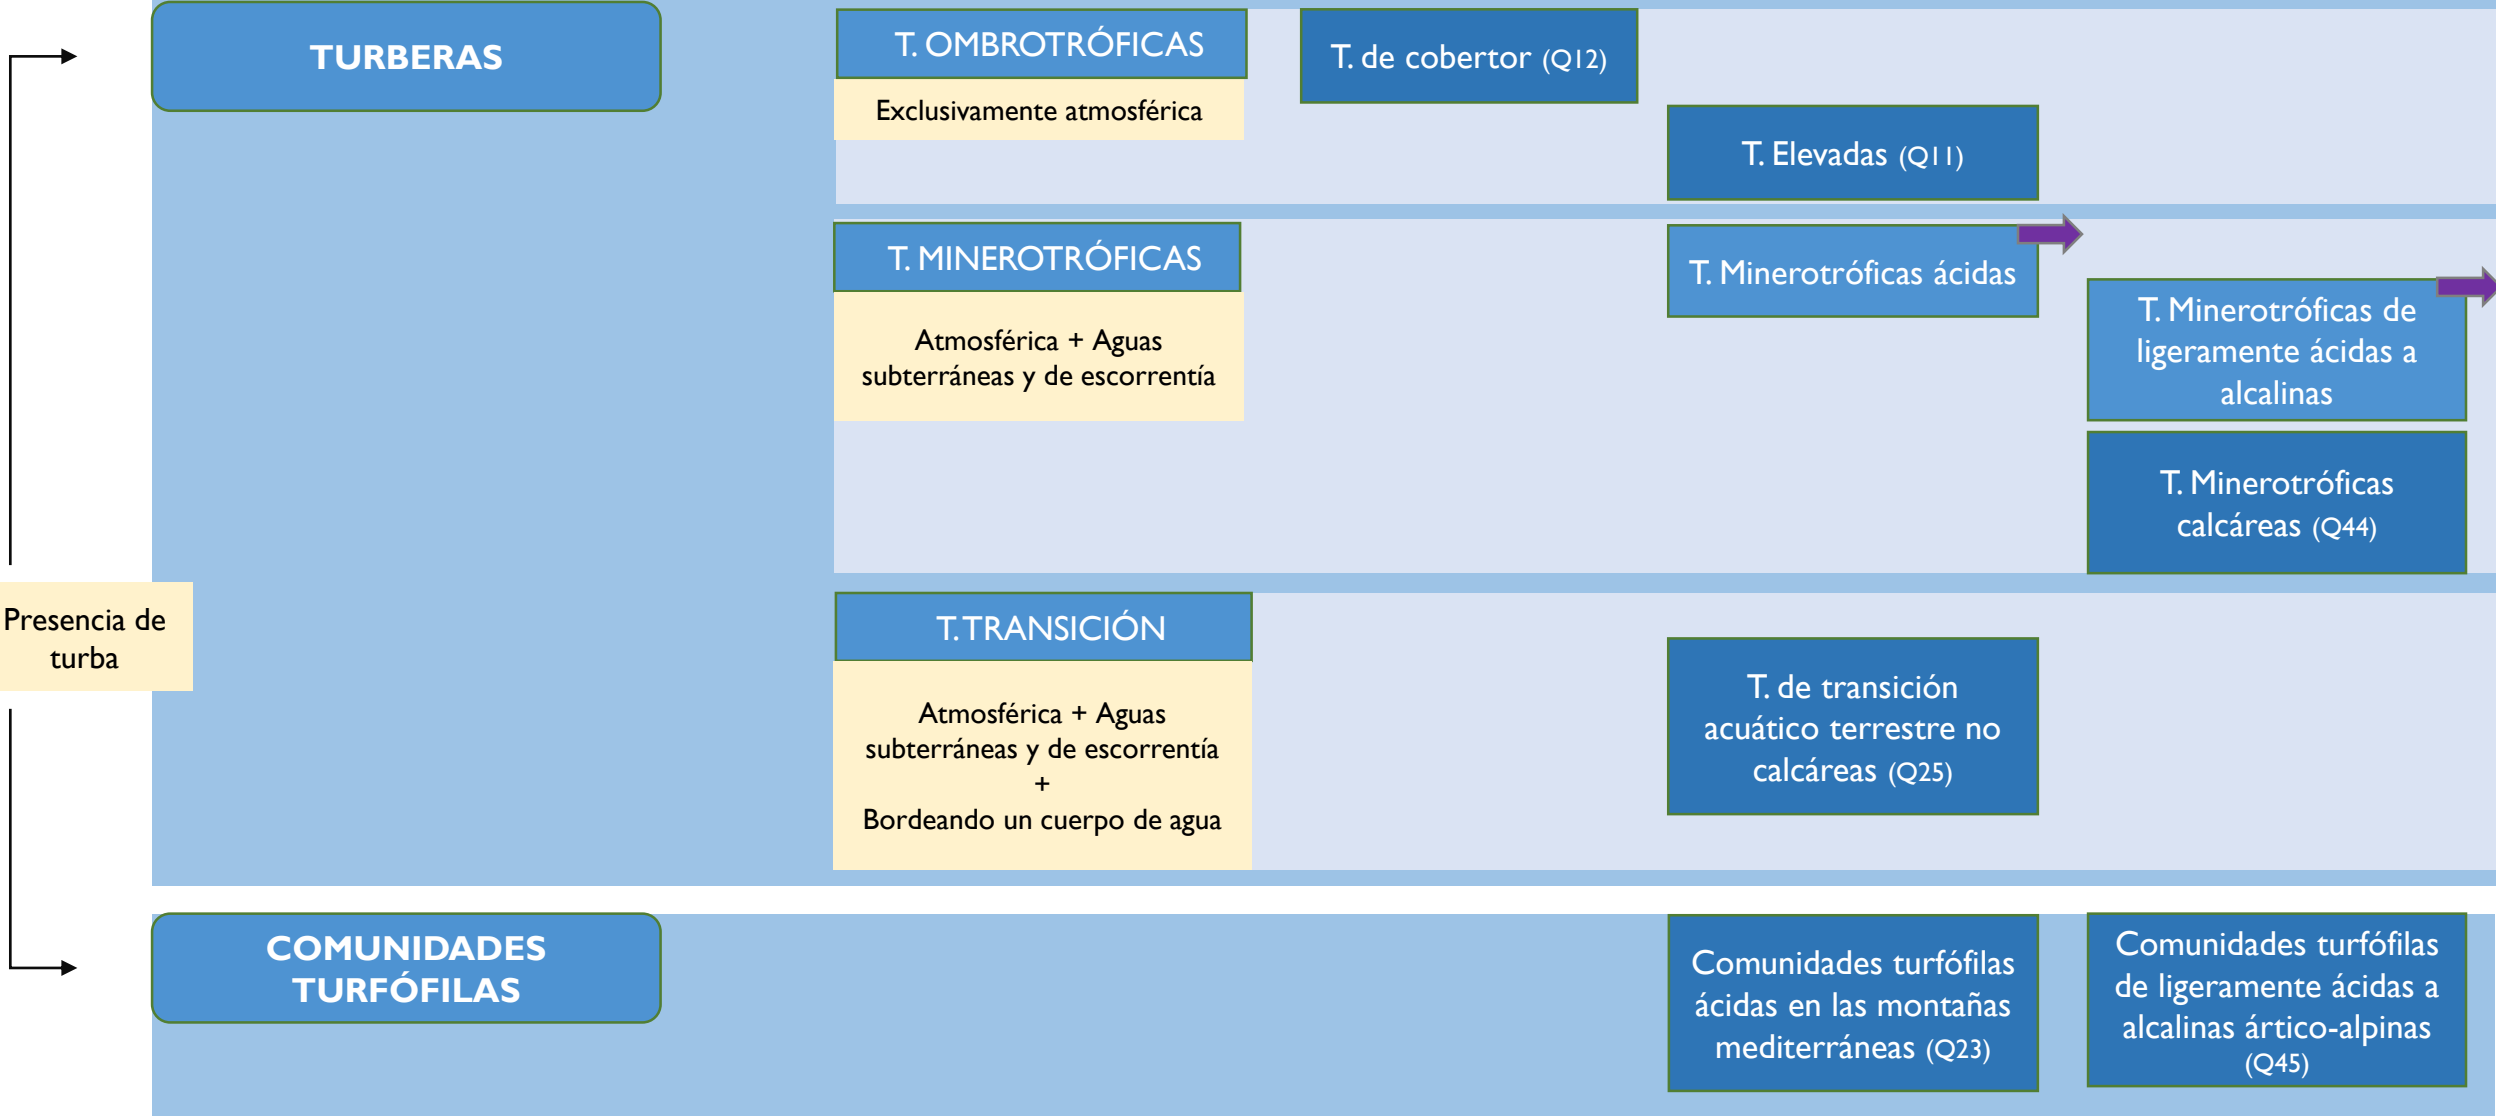 TURBERAS
T. OMBROTRÓFICAS
Exclusivamente atmosférica
T. de cobertor (Q12)
T. Elevadas (Q11)
T. MINEROTRÓFICAS
Atmosférica + Aguas
subterráneas y de escorrentía
T. Minerotróficas ácidas
T. Minerotróficas de
ligeramente ácidas a
alcalinas
T. Minerotróficas
calcáreas (Q44)
Presencia de
turba
T. TRANSICIÓN
Atmosférica + Aguas
subterráneas y de escorrentía
+
Bordeando un cuerpo de agua
T. de transición
acuático terrestre no
calcáreas (Q25)
COMUNIDADES
TURFÓFILAS
Comunidades turfófilas
ácidas en las montañas
mediterráneas (Q23)
Comunidades turfófilas
de ligeramente ácidas a
alcalinas ártico-alpinas
(Q45)